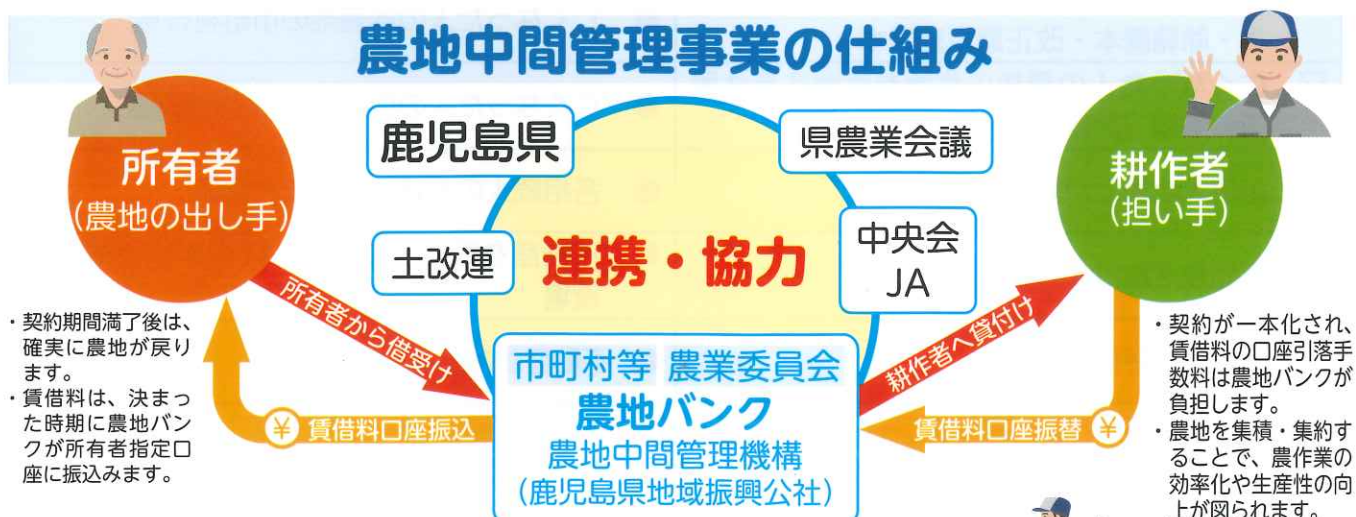 農地中間管理事業の仕組み
所有者
(農地の出し手)
鹿児島県
県農業会議
土改連
連携・協力
中央会
JA
耕作者
(担い手)
所有者から借受け
耕作者へ貸付け
・契約期間満了後は、
確実に農地が戻り
ます。
・賃借料は、決まっ
た時期に農地バン
クが所有者指定口
座に振込みます。
¥ 賃借料口座振込
市町村等 農業委員会
農地バンク
農地中間管理機構
(鹿児島県地域振興公社)
賃借料口座振替 ¥
・契約が一本化され、
賃借料の口座引落手
数料は農地バンクが
負担します。
・農地を集積・集約す
ることで、農作業の
効率化や生産性の向
上が図られます。